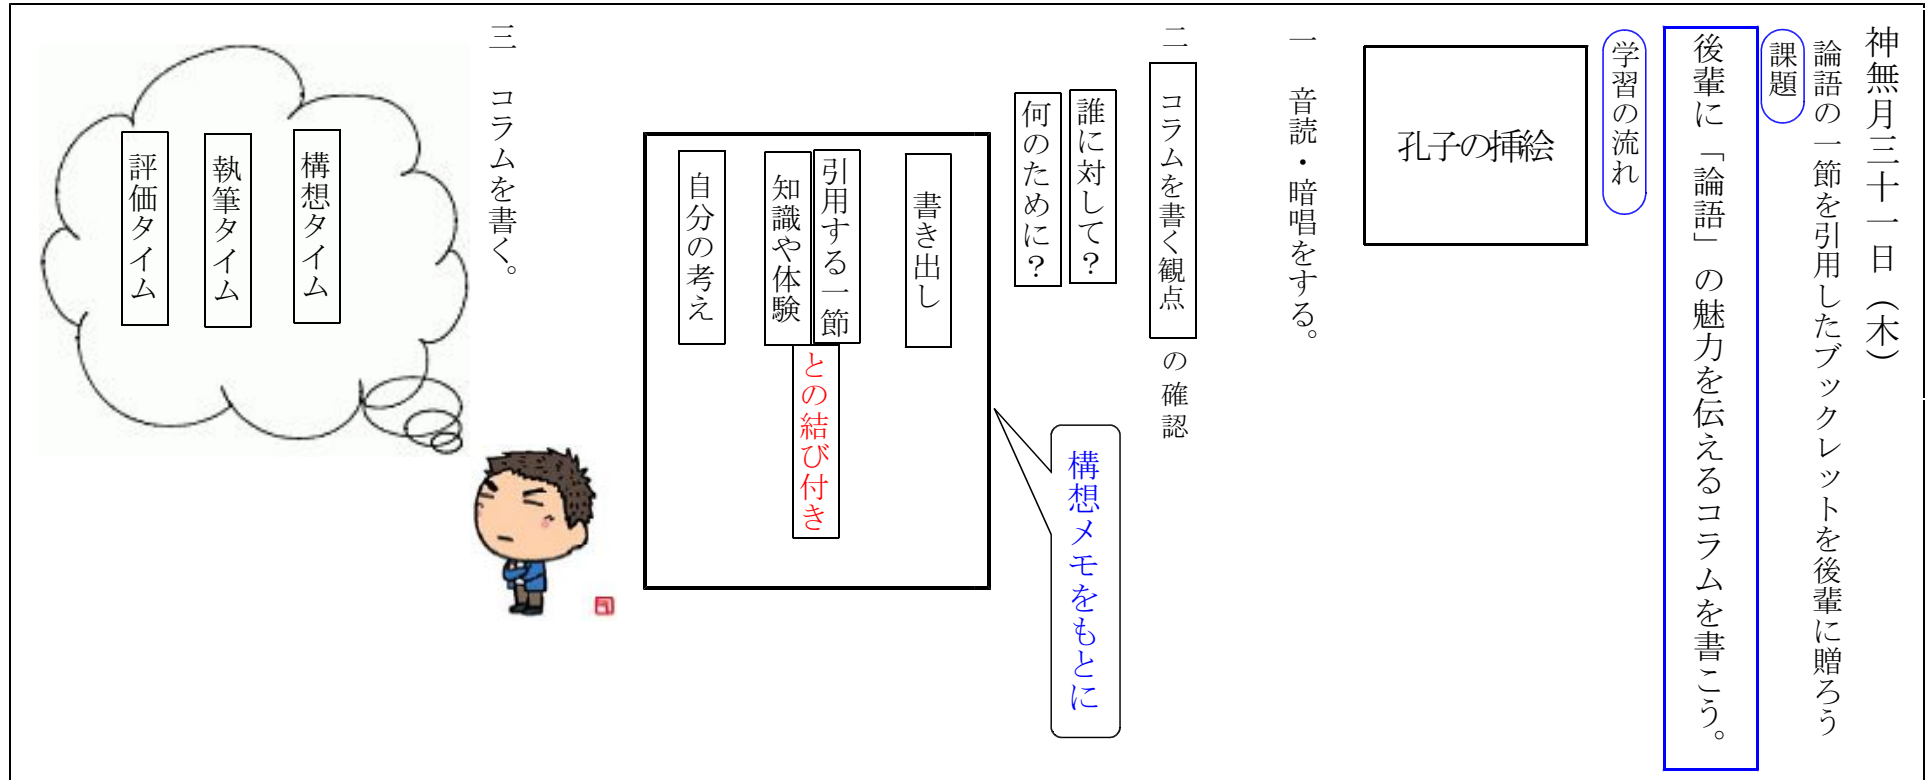 神無月三十一日（木）
論語の一節を引用したブックレットを後輩に贈ろう
課題
後輩に「論語」の魅力を伝えるコラムを書こう。
学習の流れ
孔子の挿絵
一　音読・暗唱をする。
二　コラムを書く観点の確認
誰に対して？
何のために？
構想メモをもとに
書き出し
引用する一節
知識や体験
との結び付き
自分の考え
三　コラムを書く。
構想タイム
執筆タイム
評価タイム